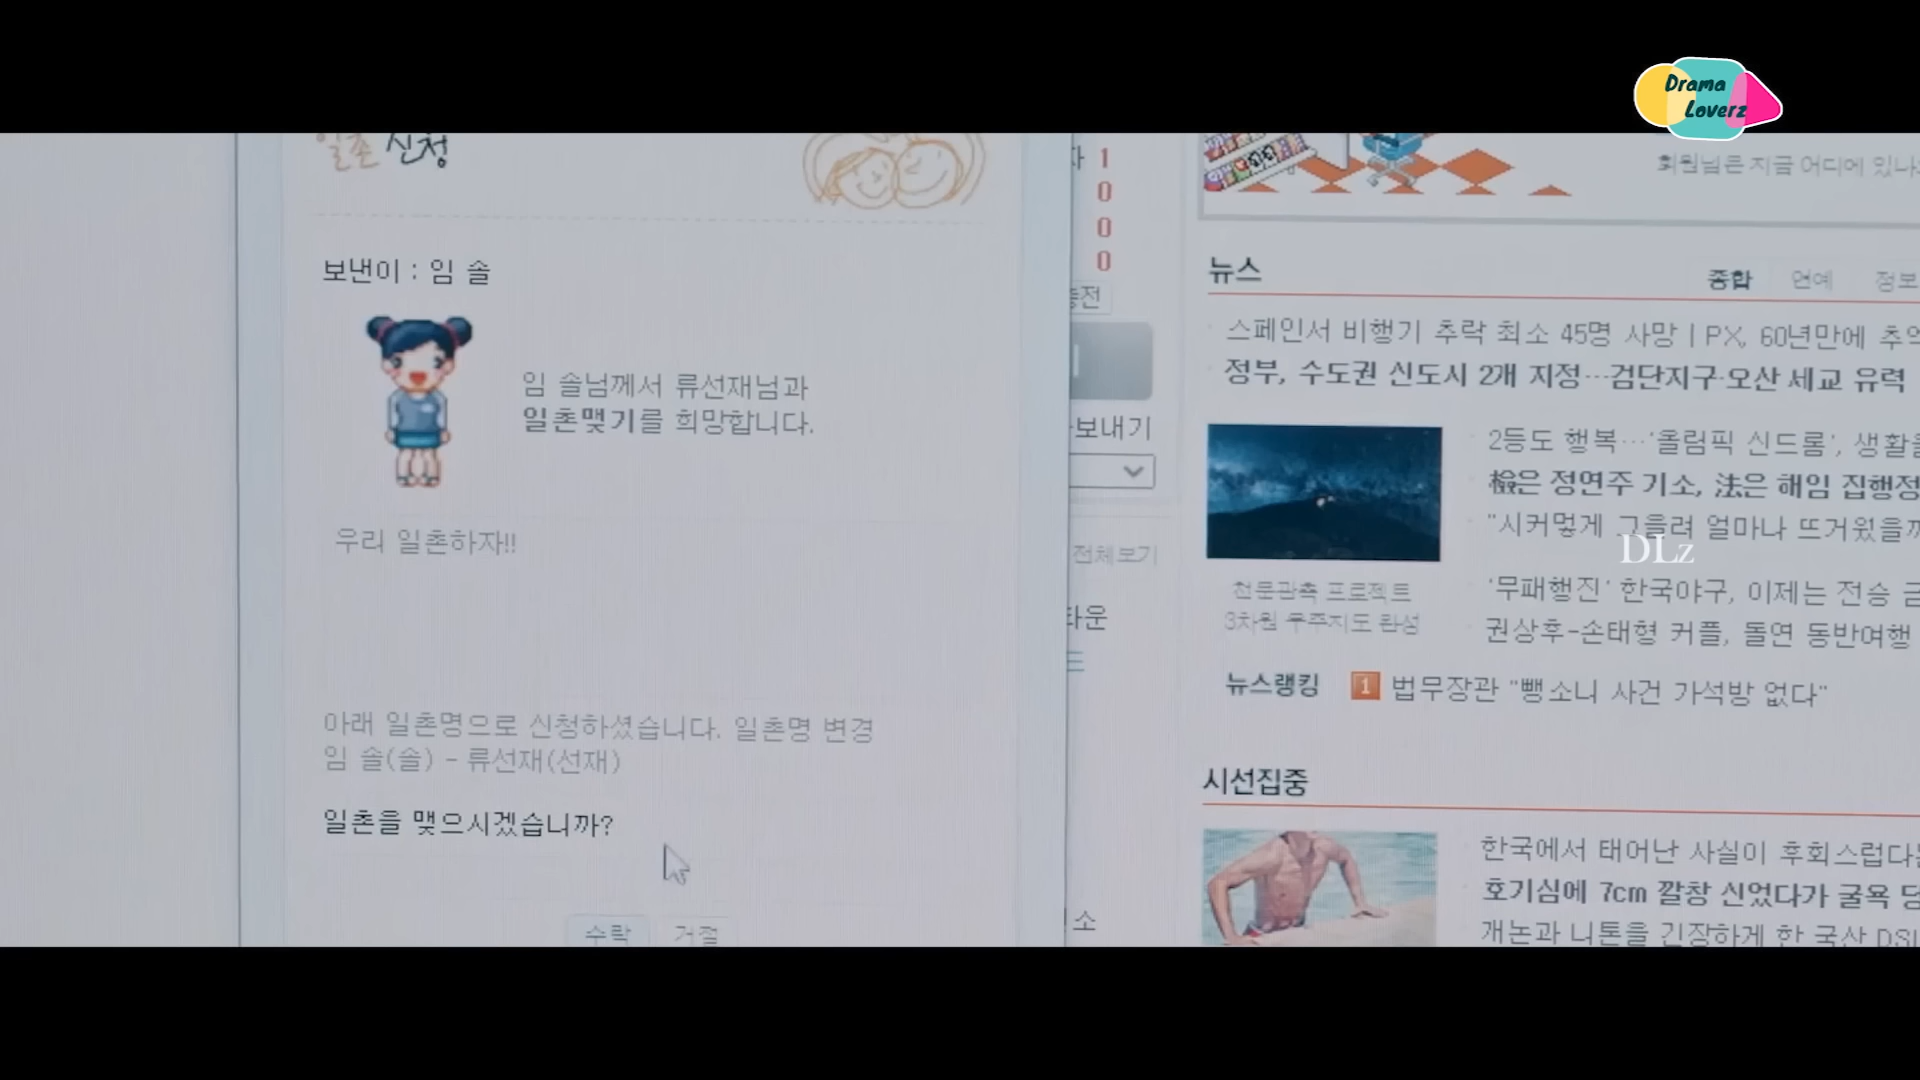 Drama
Loverz
일촌 신청
보낸이 : 임 솔
임 솔님께서 류선재님과
일촌맺기를 희망합니다.
우리 일촌하자!!
아래 일촌명으로 신청하셨습니다. 일촌명 변경
임 솔(솔) - 류선재(선재)
일촌을 맺으시겠습니까?
수락 거절
1
0
0
0
보내기
전체보기
회원님은 지금 어디에 있나
뉴스 종합 연예 정보
스페인서 비행기 추락 최소 45명 사망 | PX, 60년만에 추억
정부, 수도권 신도시 2개 지정…검단지구·오산 세교 유력
2등도 행복…'올림픽 신드롬', 생활
檢은 정연주 기소, 法은 해임 집행정
"시커멓게 그을려 얼마나 뜨거웠을까
DLz
천문관측 프로젝트
3차원 우주지도 완성
'무패행진' 한국야구, 이제는 전승 금
권상후-손태형 커플, 돌연 동반여행
뉴스랭킹 1 법무장관 "뺑소니 사건 가석방 없다"
시선집중
한국에서 태어난 사실이 후회스럽다
호기심에 7cm 깔창 신었다가 굴욕 당
개논과 니톤을 긴장하게 한 국산 DSL